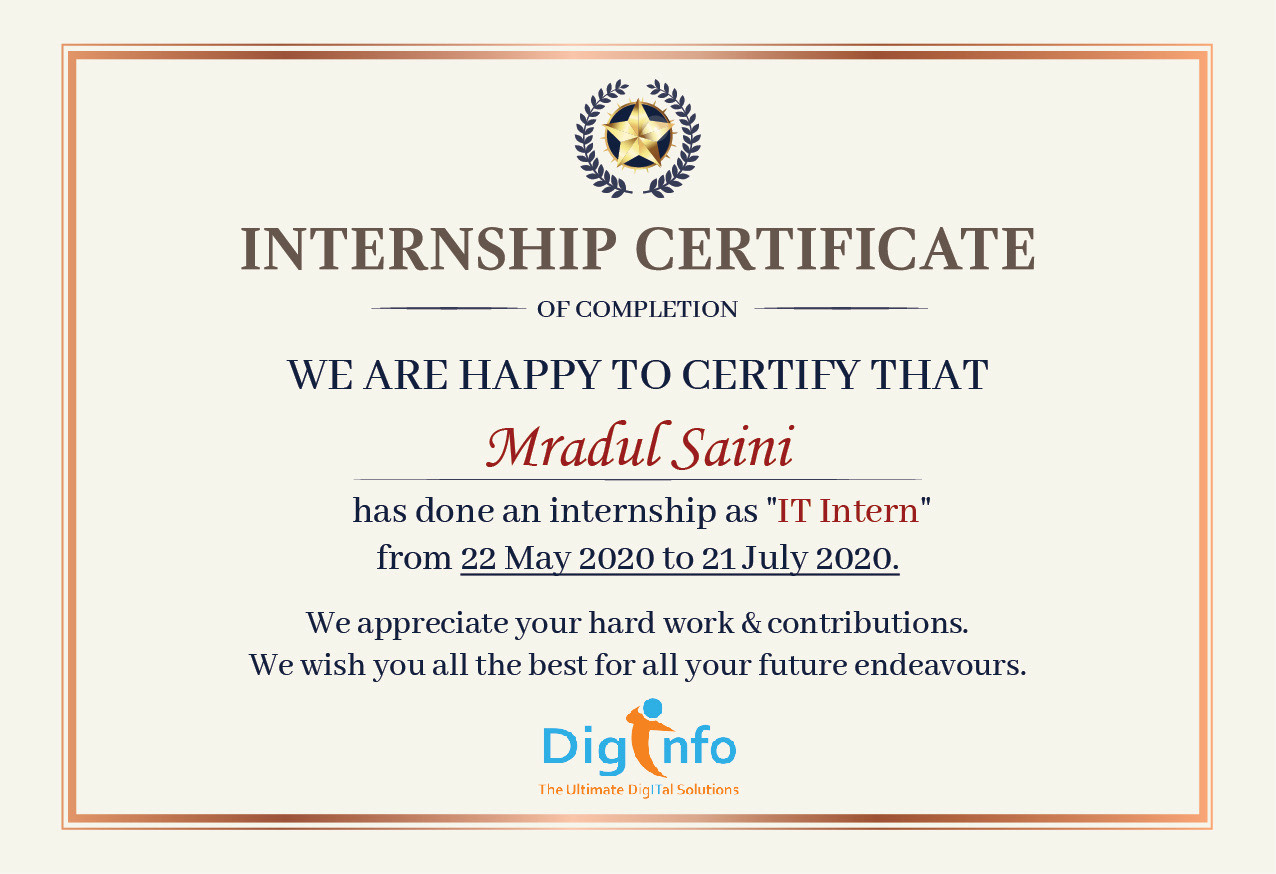 INTERNSHIP CERTIFICATE
OF COMPLETION
WE ARE HAPPY TO CERTIFY THAT
Mradul Saini
has done an internship as "IT Intern"
from 22 May 2020 to 21 July 2020.
We appreciate your hard work & contributions.
We wish you all the best for all your future endeavours.
Diginfo
The Ultimate DigITal Solutions